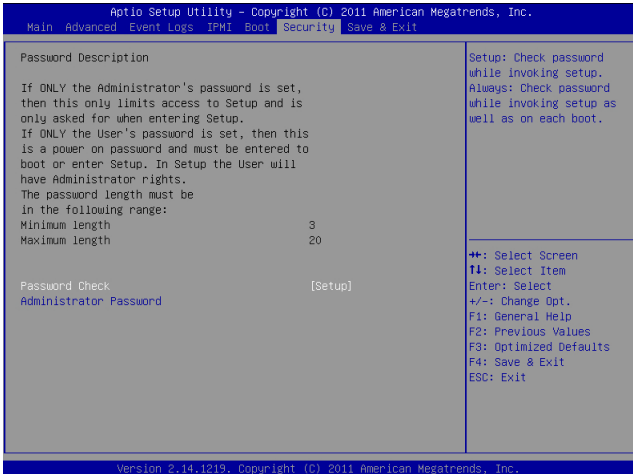 Aptio Setup Utility – Copyright (C) 2011 American Megatrends, Inc.
Main Advanced Event Logs IPMI Boot Security Save & Exit
Password Description
If ONLY the Administrator's password is set,
then this only limits access to Setup and is
only asked for when entering Setup.
If ONLY the User's password is set, then this
is a power on password and must be entered to
boot or enter Setup. In Setup the User will
have Administrator rights.
The password length must be
in the following range:
Minimum length 3
Maximum length 20
Password Check [Setup]
Administrator Password
Setup: Check password
while invoking setup.
Always: Check password
while invoking setup as
well as on each boot.
→←: Select Screen
↑↓: Select Item
Enter: Select
+/-: Change Opt.
F1: General Help
F2: Previous Values
F3: Optimized Defaults
F4: Save & Exit
ESC: Exit
Version 2.14.1219. Copyright (C) 2011 American Megatrends, Inc.